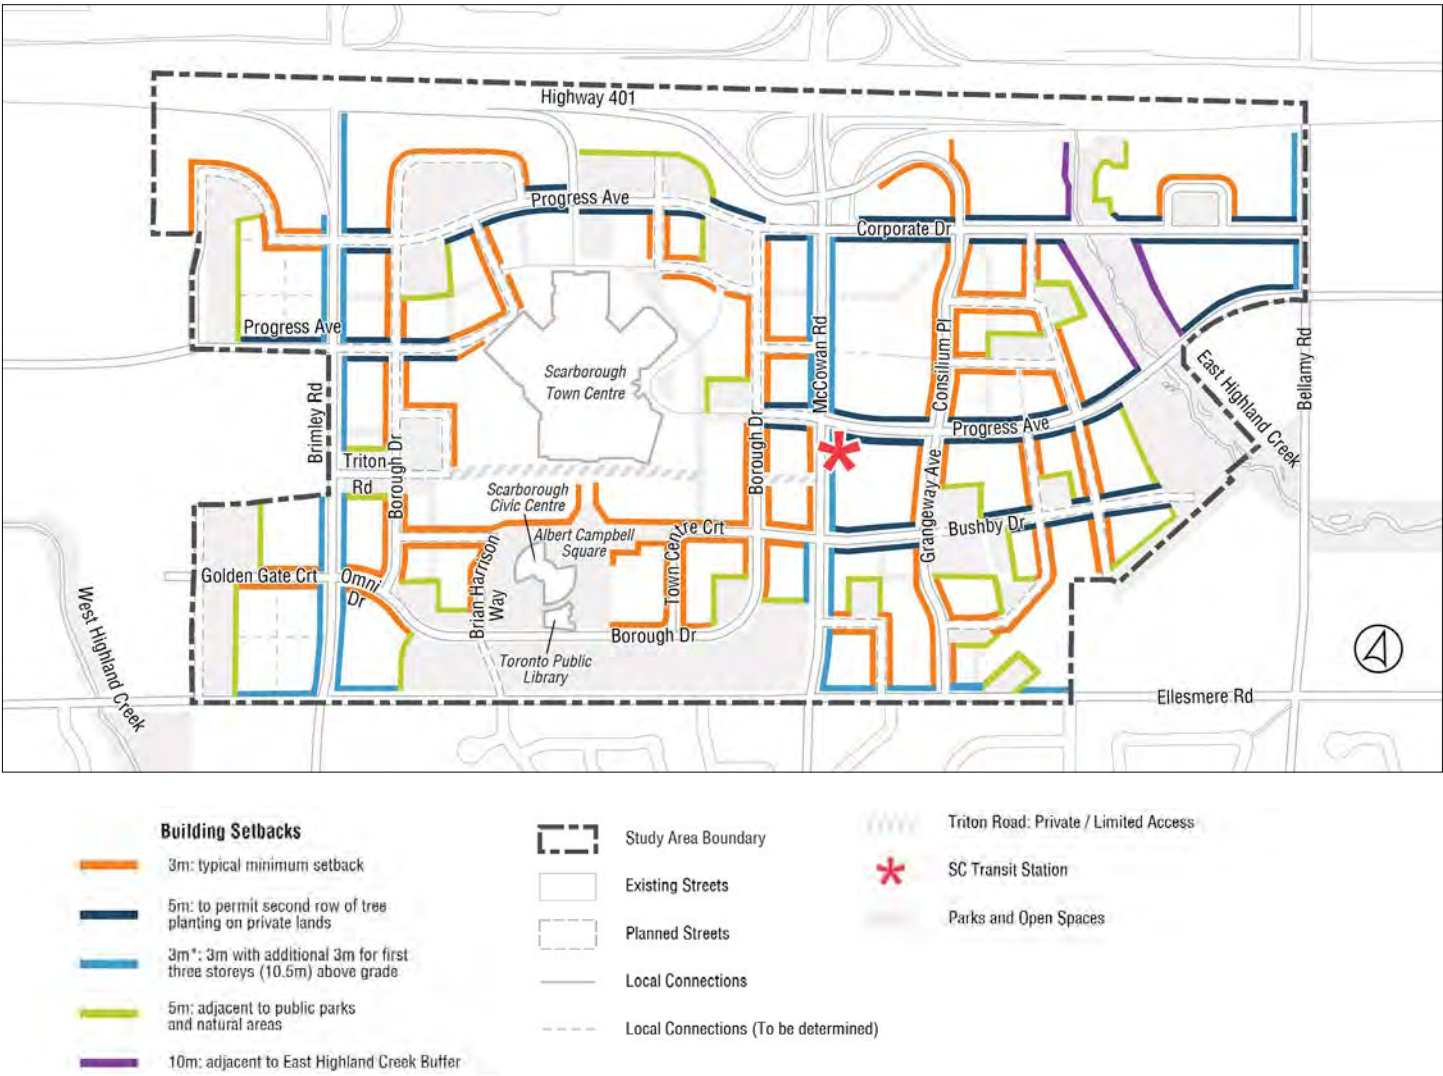 Highway 401
Progress Ave
Corporate Dr
Progress Ave
Scarborough
Town Centre
McCowan Rd
Consilium Pl
Bellamy Rd
East Highland Creek
Brimley Rd
Borough Dr
Borough Dr
Progress Ave
Triton
Rd
Scarborough
Civic Centre
Grangeway Ave
Bushby Dr
Albert Campbell
Square
Town Centre Crt
Golden Gate Crt
Omni
Dr
Brian Harrison
Way
Borough Dr
Toronto Public
Library
West Highland Creek
Ellesmere Rd
Building Setbacks
3m: typical minimum setback
5m: to permit second row of tree
planting on private lands
3m*: 3m with additional 3m for first
three storeys (10.5m) above grade
5m: adjacent to public parks
and natural areas
10m: adjacent to East Highland Creek Buffer
Study Area Boundary
Existing Streets
Planned Streets
Local Connections
Local Connections (To be determined)
Triton Road: Private / Limited Access
SC Transit Station
Parks and Open Spaces